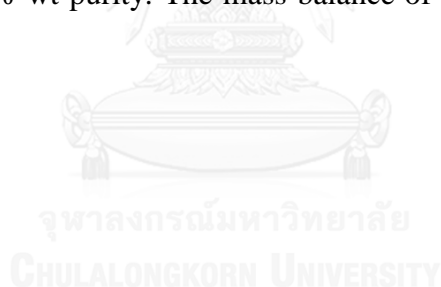 % wt purity. The mass balance of
จุฬาลงกรณ์มหาวิทยาลัย
CHULALONGKORN UNIVERSITY